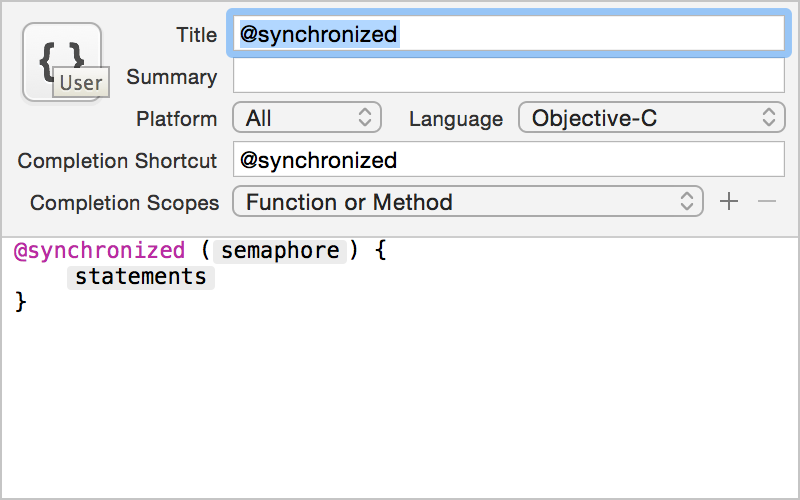 { }
User
Title @synchronized
Summary
Platform All Language Objective-C
Completion Shortcut @synchronized
Completion Scopes Function or Method
@synchronized (semaphore) {
statements
}